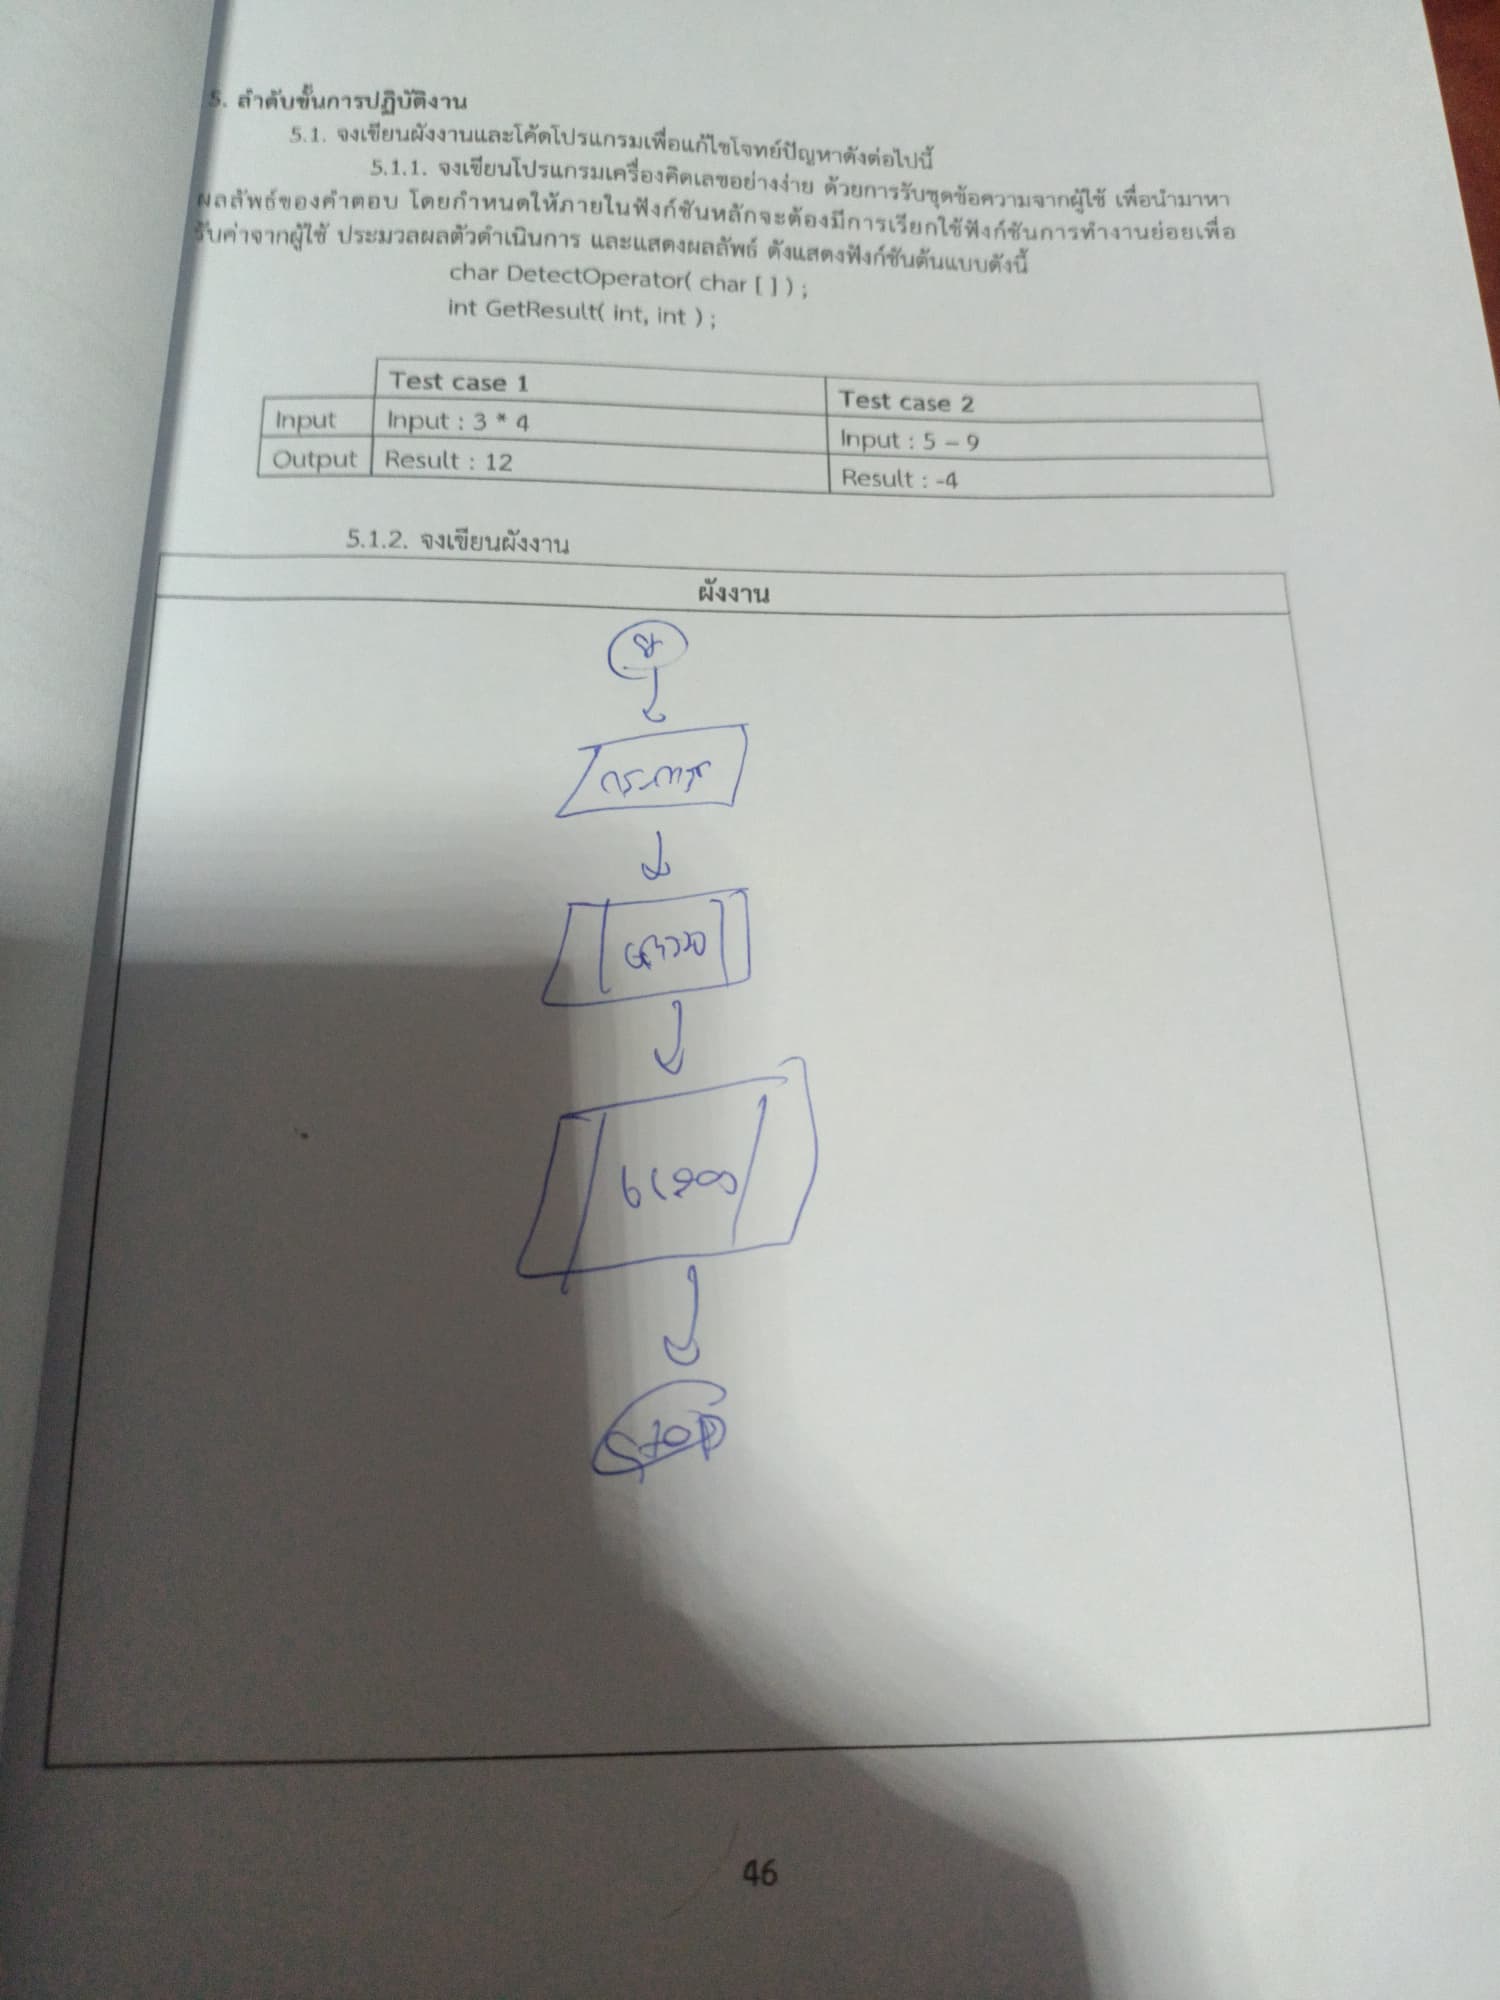 5. ลำดับขั้นการปฏิบัติงาน
5.1. จงเขียนผังงานและโค้ดโปรแกรมเพื่อแก้ไขโจทย์ปัญหาดังต่อไปนี้
5.1.1. จงเขียนโปรแกรมเครื่องคิดเลขอย่างง่าย ด้วยการรับชุดข้อความจากผู้ใช้ เพื่อนำมาหา
ผลลัพธ์ของคำตอบ โดยกำหนดให้ภายในฟังก์ชันหลักจะต้องมีการเรียกใช้ฟังก์ชันการทำงานย่อยเพื่อ
รับค่าจากผู้ใช้ ประมวลผลตัวดำเนินการ และแสดงผลลัพธ์ ดังแสดงฟังก์ชันต้นแบบดังนี้
char DetectOperator( char [ ] ) ;
int GetResult( int, int ) ;
Test case 1 Test case 2
Input Input : 3 * 4 Input : 5 – 9
Output Result : 12 Result : -4
5.1.2. จงเขียนผังงาน
ผังงาน
STOP
46